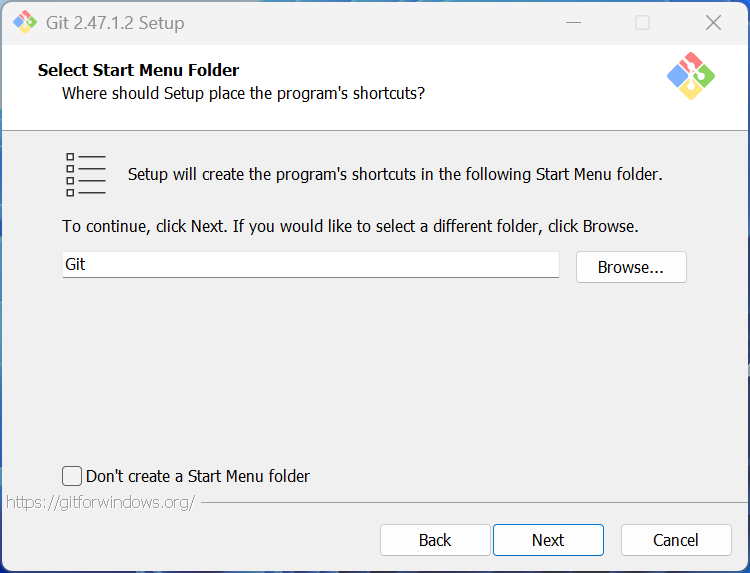 Git 2.47.1.2 Setup
Select Start Menu Folder
Where should Setup place the program's shortcuts?
Setup will create the program's shortcuts in the following Start Menu folder.
To continue, click Next. If you would like to select a different folder, click Browse.
Git
Browse...
Don't create a Start Menu folder
https://gitforwindows.org/
Back
Next
Cancel